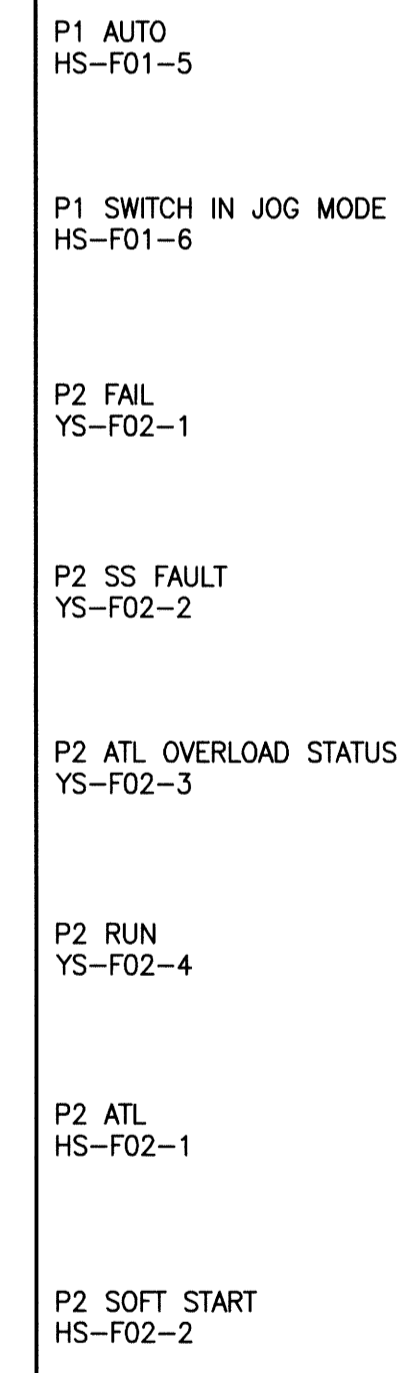 P1 AUTO
HS-F01-5
P1 SWITCH IN JOG MODE
HS-F01-6
P2 FAIL
YS-F02-1
P2 SS FAULT
YS-F02-2
P2 ATL OVERLOAD STATUS
YS-F02-3
P2 RUN
YS-F02-4
P2 ATL
HS-F02-1
P2 SOFT START
HS-F02-2